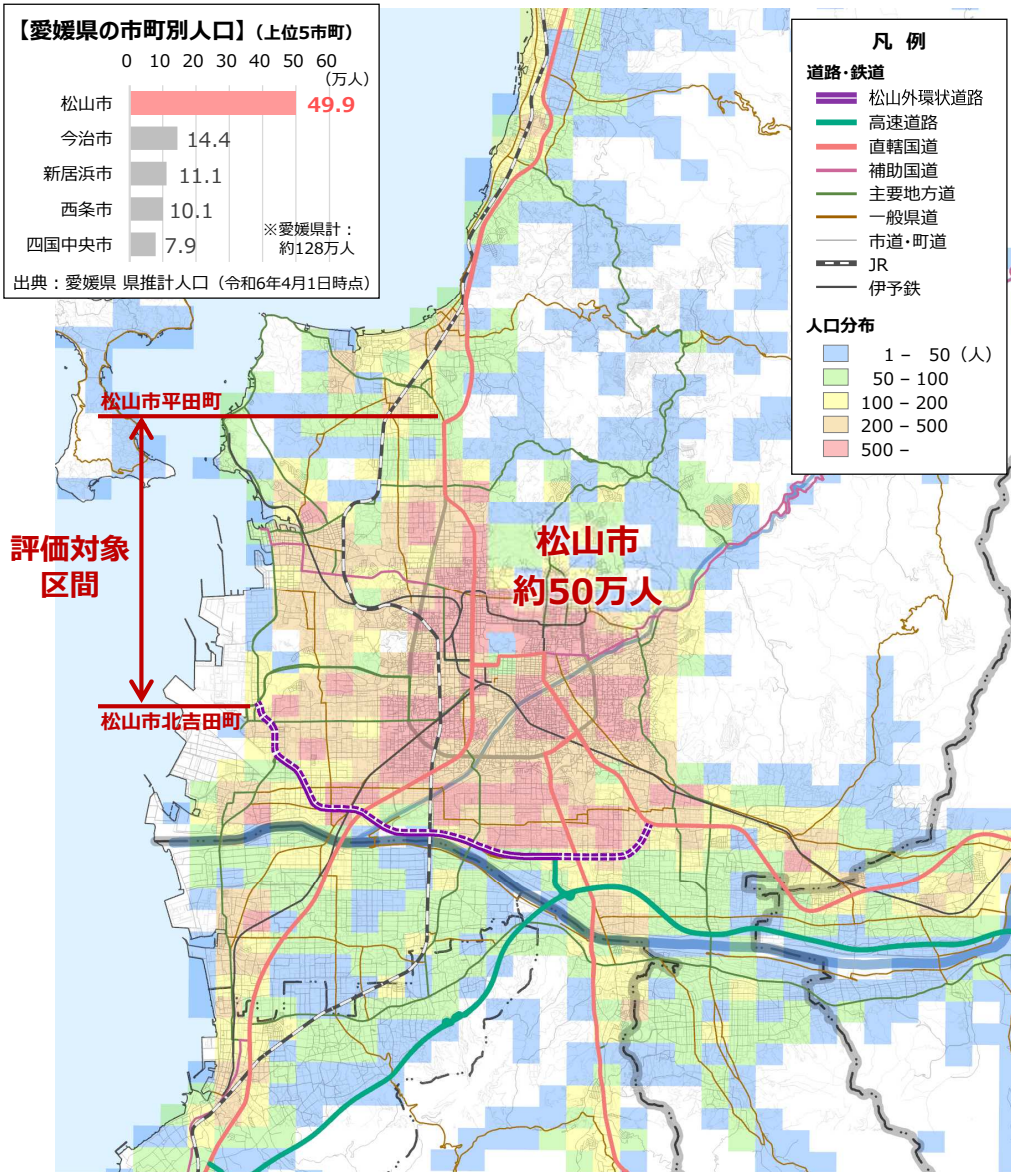 【愛媛県の市町別人口】(上位5市町)
0 10 20 30 40 50 60
(万人)
松山市 49.9
今治市 14.4
新居浜市 11.1
西条市 10.1
四国中央市 7.9
※愛媛県計：
約128万人
出典：愛媛県 県推計人口（令和6年4月1日時点）
凡 例
道路・鉄道
松山外環状道路
高速道路
直轄国道
補助国道
主要地方道
一般県道
市道・町道
JR
伊予鉄
人口分布
1 – 50（人）
50 – 100
100 – 200
200 – 500
500 –
松山市平田町
評価対象
区間
松山市
約50万人
松山市北吉田町